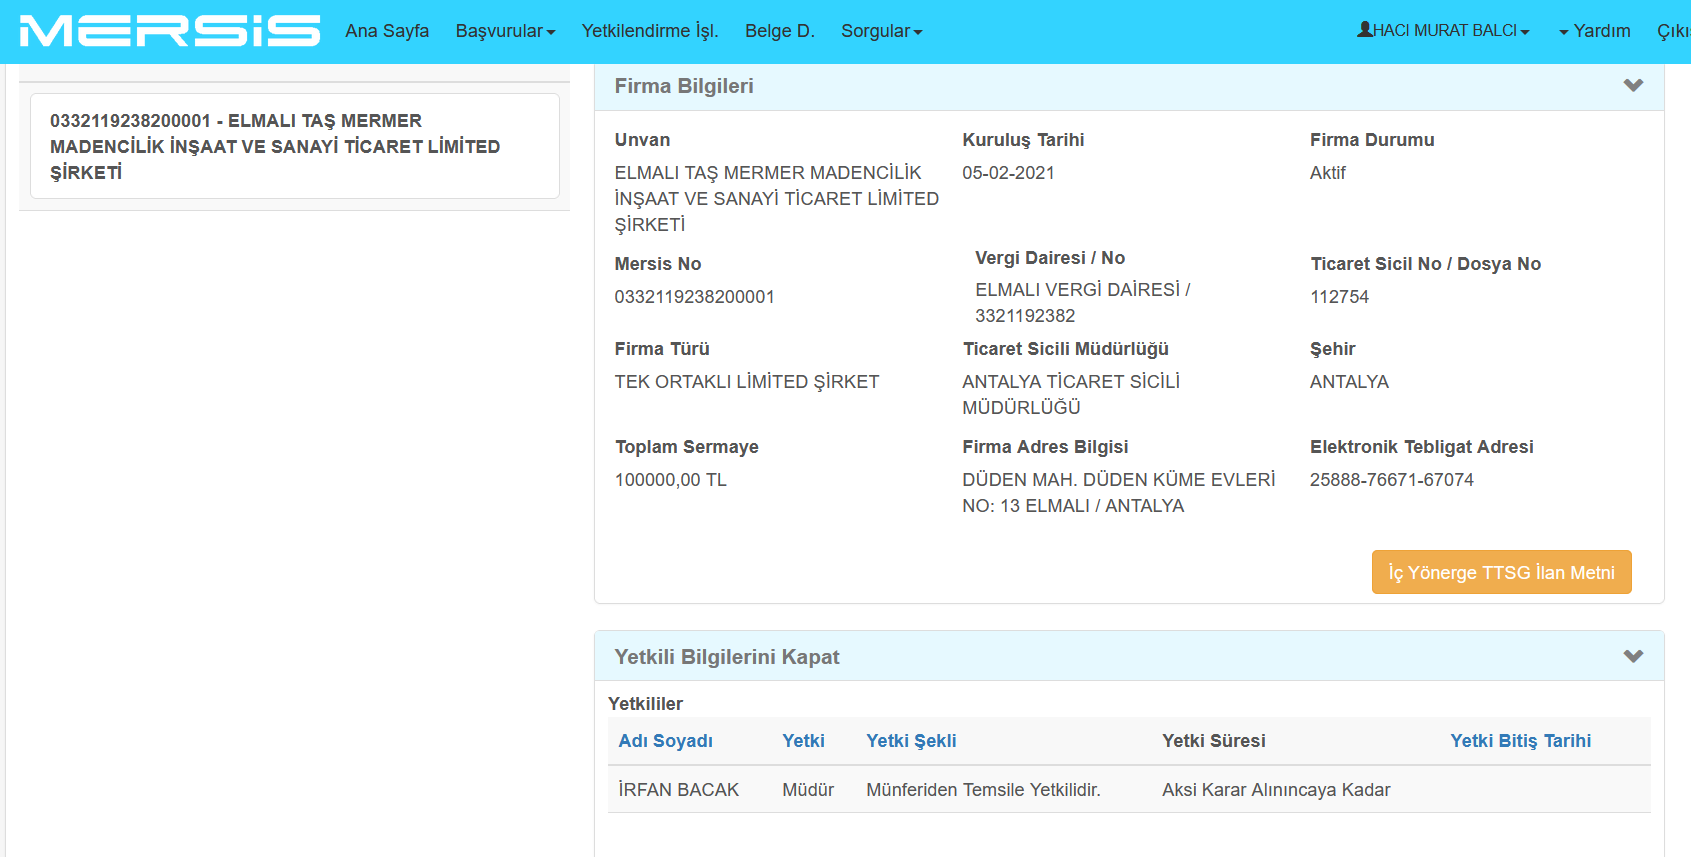 MERSiS
Ana Sayfa
Başvurular
Yetkilendirme İşl.
Belge D.
Sorgular
HACI MURAT BALCI
Yardım
0332119238200001 - ELMALI TAŞ MERMER
MADENCİLİK İNŞAAT VE SANAYİ TİCARET LİMİTED
ŞİRKETİ
Firma Bilgileri
Unvan
ELMALI TAŞ MERMER MADENCİLİK
İNŞAAT VE SANAYİ TİCARET LİMİTED
ŞİRKETİ
Kuruluş Tarihi
05-02-2021
Firma Durumu
Aktif
Mersis No
0332119238200001
Vergi Dairesi / No
ELMALI VERGİ DAİRESİ /
3321192382
Ticaret Sicil No / Dosya No
112754
Firma Türü
TEK ORTAKLI LİMİTED ŞİRKET
Ticaret Sicili Müdürlüğü
ANTALYA TİCARET SİCİLİ
MÜDÜRLÜĞÜ
Şehir
ANTALYA
Toplam Sermaye
100000,00 TL
Firma Adres Bilgisi
DÜDEN MAH. DÜDEN KÜME EVLERİ
NO: 13 ELMALI / ANTALYA
Elektronik Tebligat Adresi
25888-76671-67074
İç Yönerge TTSG İlan Metni
Yetkili Bilgilerini Kapat
Yetkililer
Adı Soyadı Yetki Yetki Şekli Yetki Süresi Yetki Bitiş Tarihi
İRFAN BACAK Müdür Münferiden Temsile Yetkilidir. Aksi Karar Alınıncaya Kadar